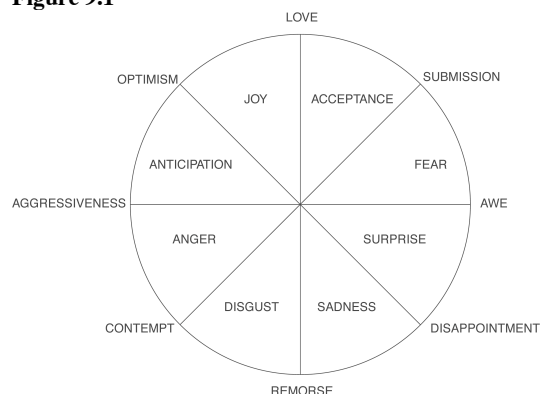 Figure 9.1
LOVE
OPTIMISM
SUBMISSION
JOY
ACCEPTANCE
ANTICIPATION
FEAR
AGGRESSIVENESS
AWE
ANGER
SURPRISE
DISGUST
SADNESS
CONTEMPT
DISAPPOINTMENT
REMORSE